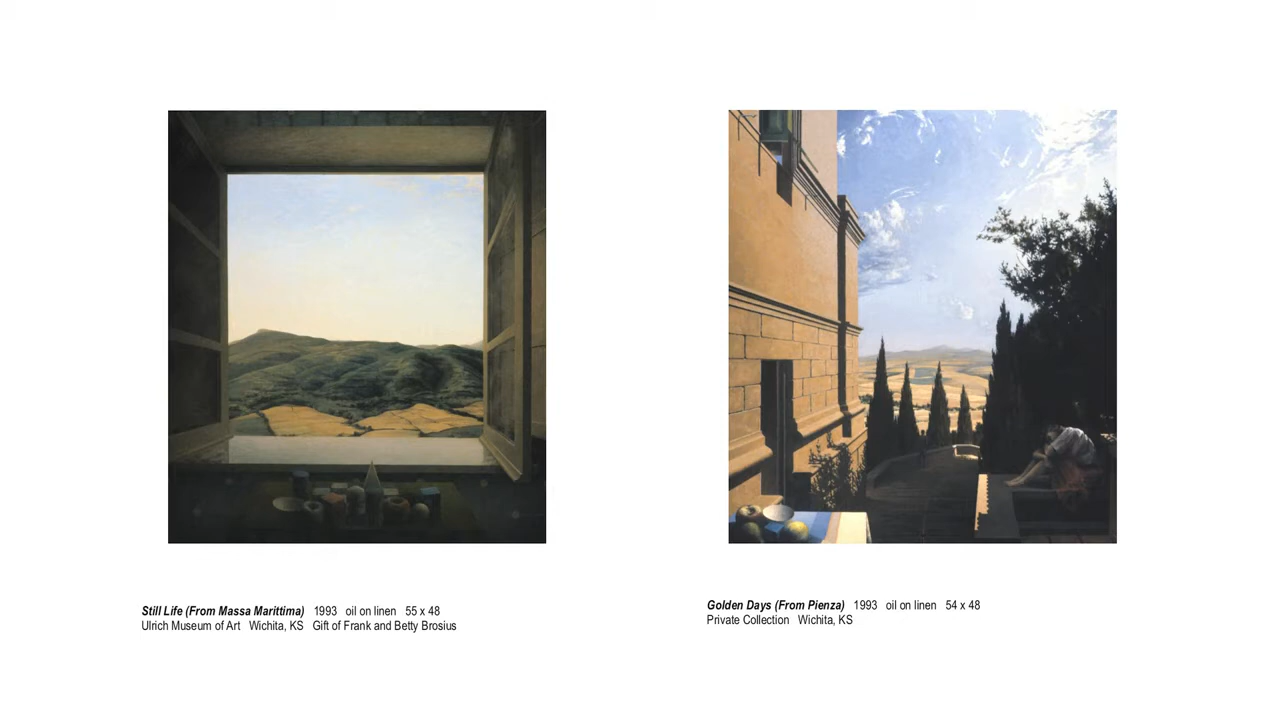 Still Life (From Massa Marittima) 1993 oil on linen 55 x 48
Ulrich Museum of Art Wichita, KS Gift of Frank and Betty Brosius
Golden Days (From Pienza) 1993 oil on linen 54 x 48
Private Collection Wichita, KS